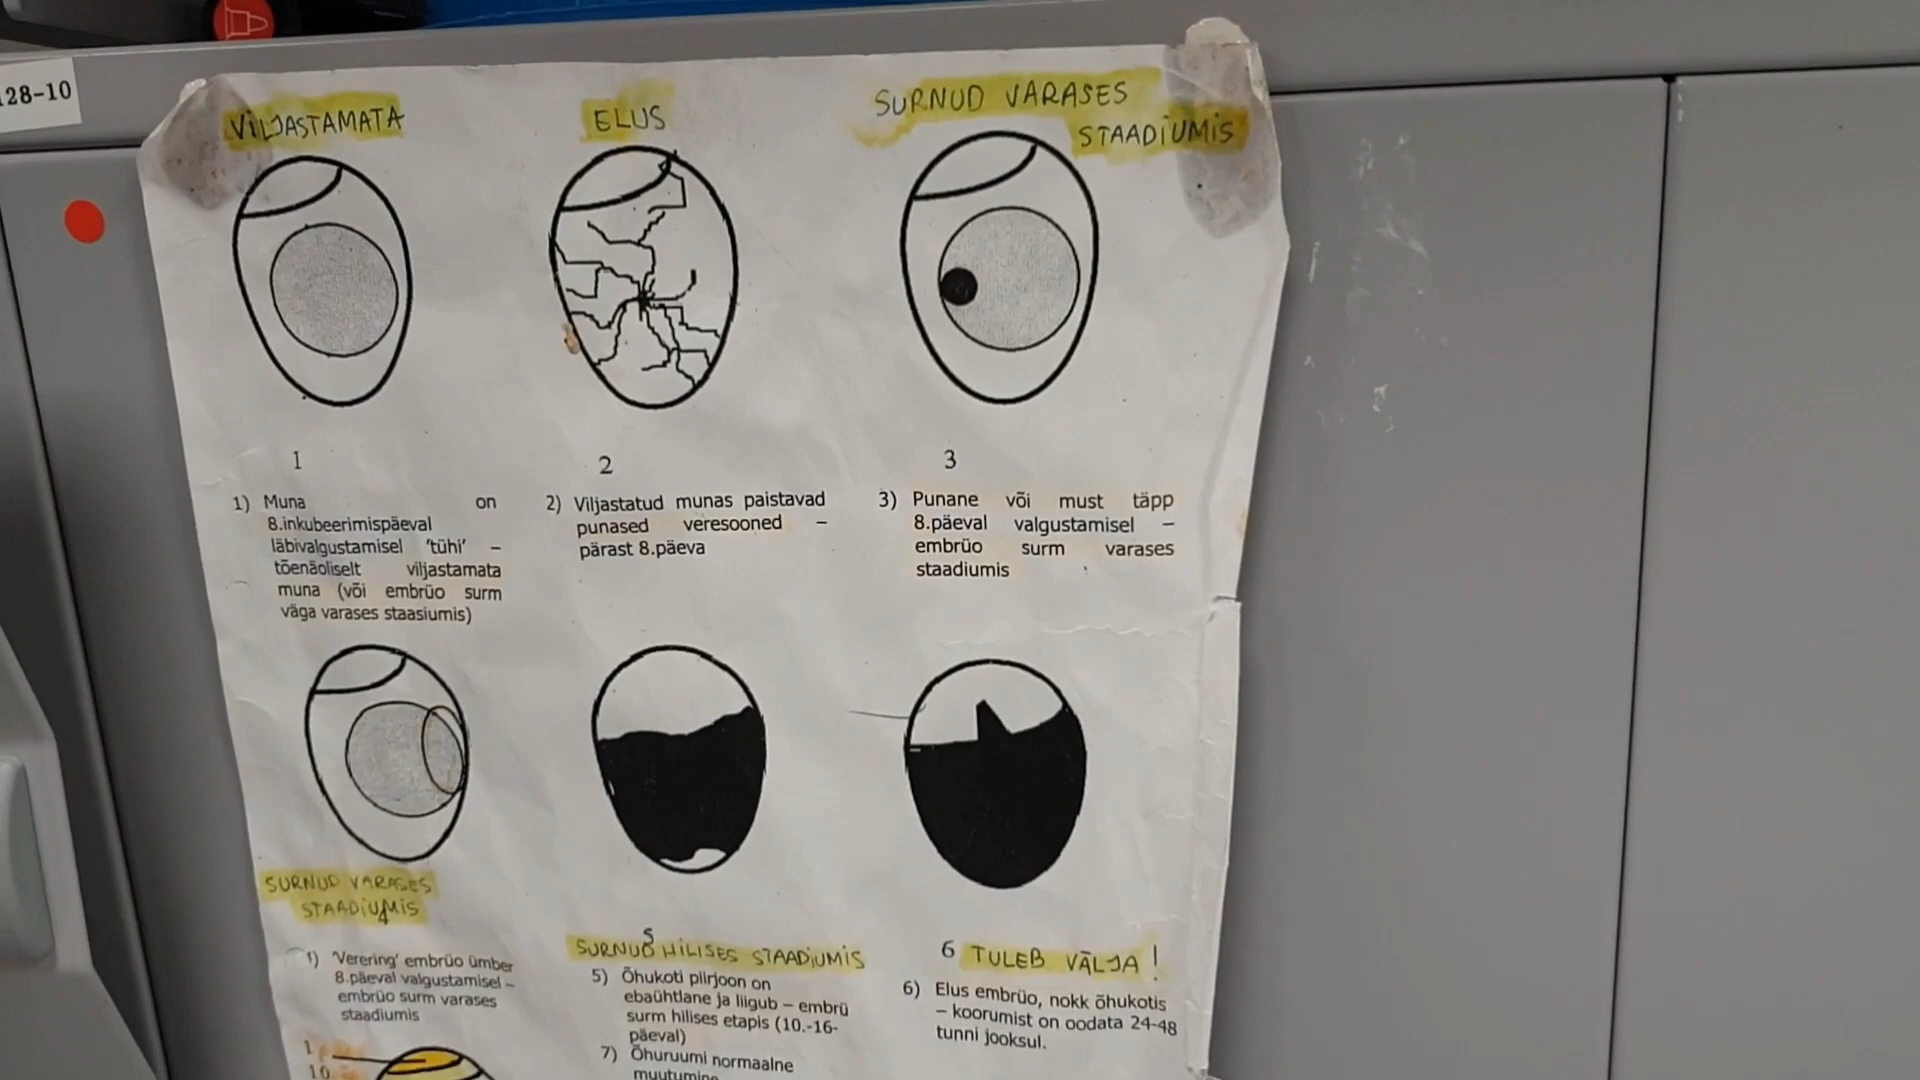 128-10
VILJASTAMATA
ELUS
SURNUD VARASES
STAADIUMIS
1
2
3
1) Muna on
8.inkubeerimispäeval
läbivalgustamisel 'tühi' –
tõenäoliselt viljastamata
muna (või embrüo surm
väga varases staasiumis)
2) Viljastatud munas paistavad
punased veresooned –
pärast 8.päeva
3) Punane või must täpp
8.päeval valgustamisel –
embrüo surm varases
staadiumis
SURNUD VARASES
STAADIUMIS
1) 'Verering' embrüo ümber
8.päeval valgustamisel –
embrüo surm varases
staadiumis
5
SURNUD HILISES STAADIUMIS
5) Õhukoti piirjoon on
ebaühtlane ja liigub – embrü
surm hilises etapis (10.-16-
päeval)
7) Õhuruumi normaalne
muutumine
6 TULEB VÄLJA!
6) Elus embrüo, nokk õhukotis
– koorumist on oodata 24-48
tunni jooksul.
1
10